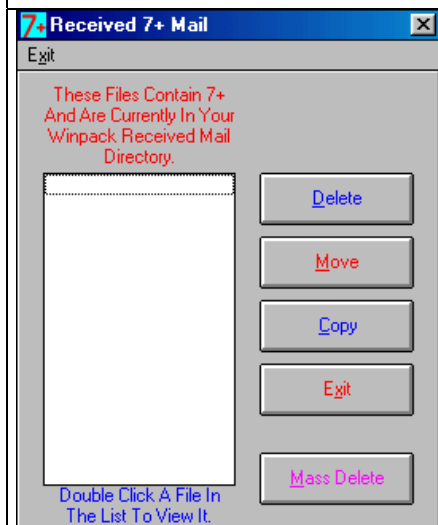 7+ Received 7+ Mail
Exit
These Files Contain 7+
And Are Currently In Your
Winpack Received Mail
Directory.
Delete
Move
Copy
Exit
Mass Delete
Double Click A File In
The List To View It.